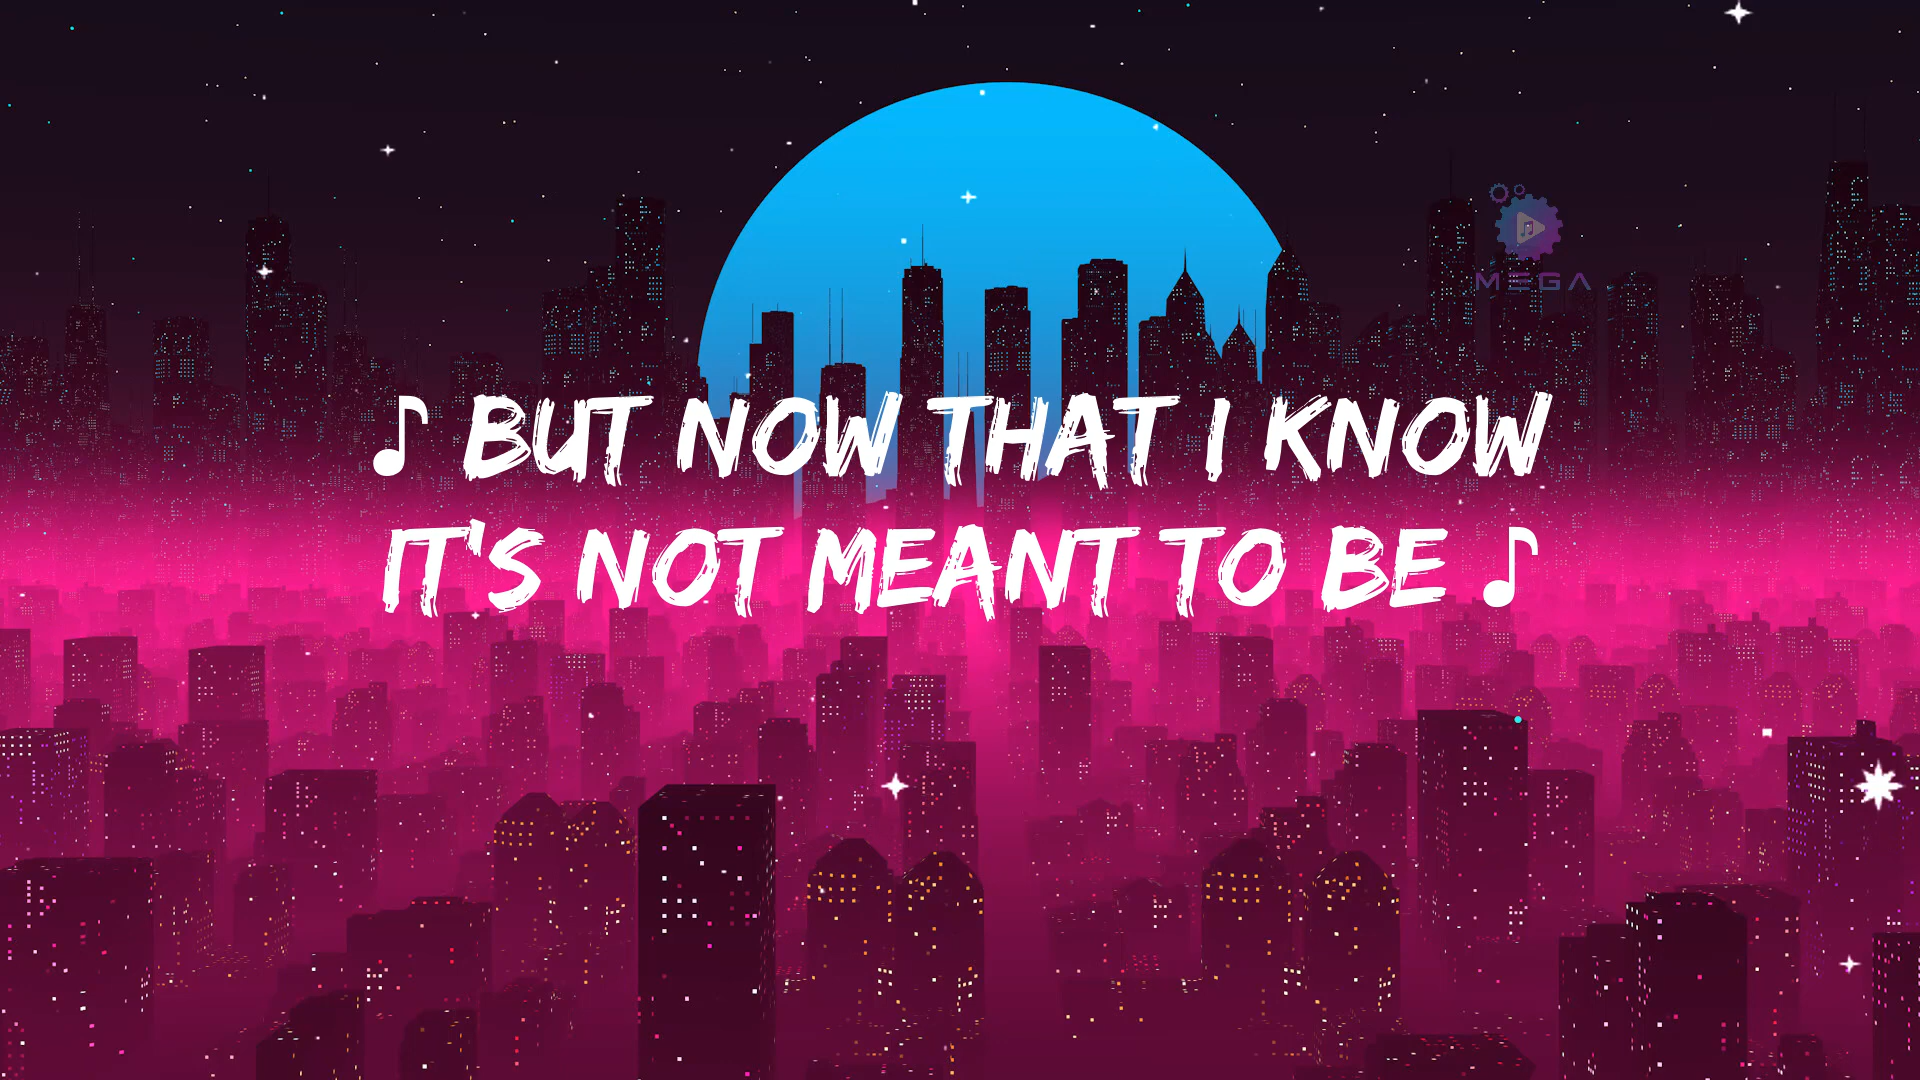 MEGA
♪ BUT NOW THAT I KNOW
IT'S NOT MEANT TO BE ♪